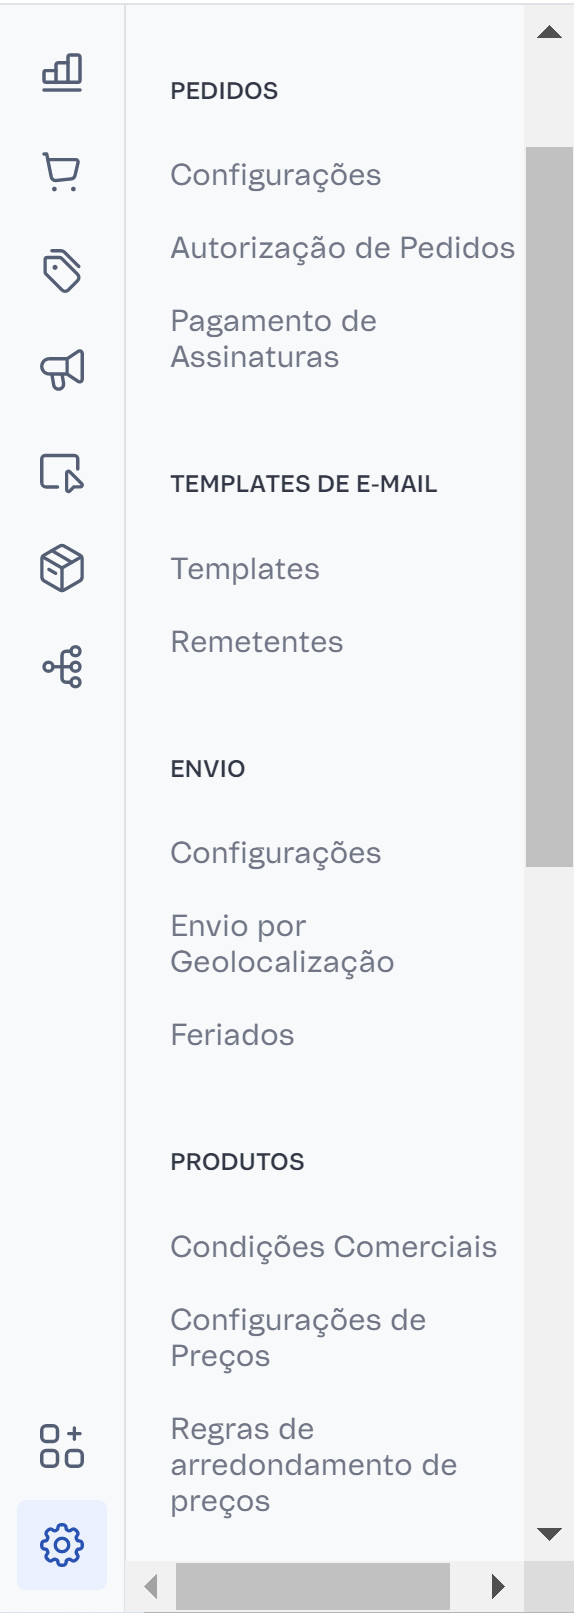 PEDIDOS
Configurações
Autorização de Pedidos
Pagamento de
Assinaturas
TEMPLATES DE E-MAIL
Templates
Remetentes
ENVIO
Configurações
Envio por
Geolocalização
Feriados
PRODUTOS
Condições Comerciais
Configurações de
Preços
Regras de
arredondamento de
preços